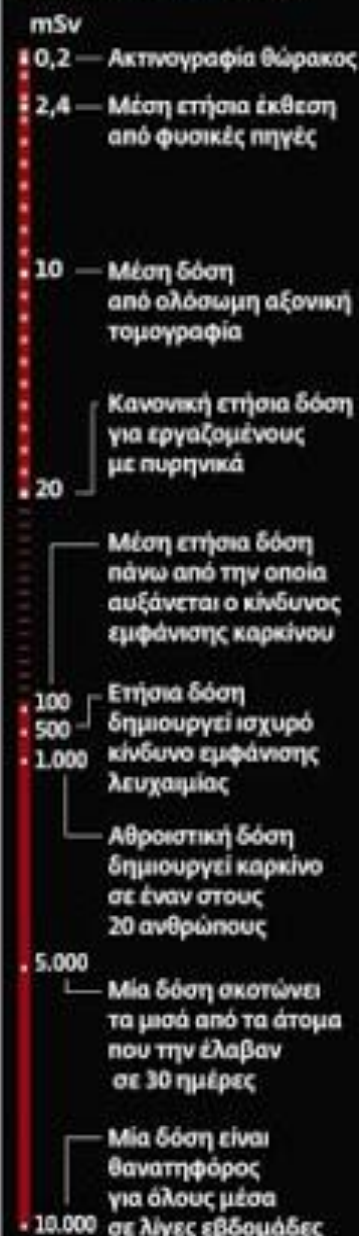 mSv
0,2 Ακτινογραφία θώρακος
2,4 Μέση ετήσια έκθεση
από φυσικές πηγές
10 Μέση δόση
από ολόσωμη αξονική
τομογραφία
Κανονική ετήσια δόση
για εργαζομένους
με πυρηνικά
20
Μέση ετήσια δόση
πάνω από την οποία
αυξάνεται ο κίνδυνος
εμφάνισης καρκίνου
100
Ετήσια δόση
500 δημιουργεί ισχυρό
κίνδυνο εμφάνισης
λευχαιμίας
1.000
Αθροιστική δόση
δημιουργεί καρκίνο
σε έναν στους
20 ανθρώπους
5.000
Μία δόση σκοτώνει
τα μισά από τα άτομα
που την έλαβαν
σε 30 ημέρες
Μία δόση είναι
θανατηφόρος
για όλους μέσα
10.000 σε λίγες εβδομάδες